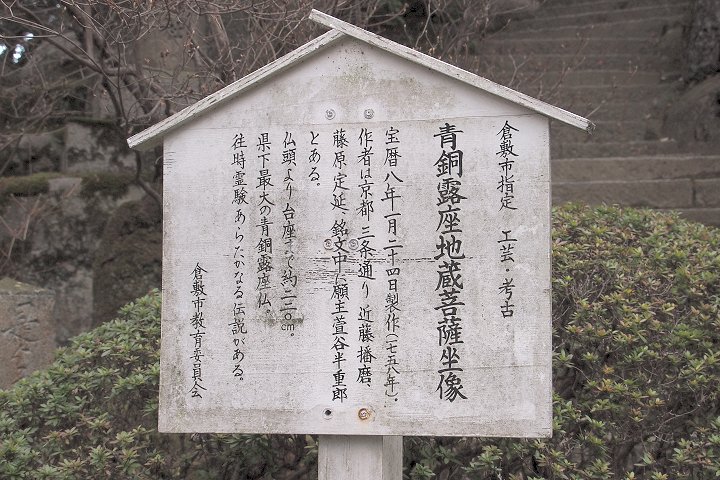 倉敷市指定　工芸・考古
青銅露座地蔵菩薩坐像
宝暦八年一月二十四日製作（一七五八年）。
作者は京都　三条通り，近藤播磨、
藤原定延、銘文中に願主萱谷半重郎
とある。
仏頭より台座まで約二一〇cm。
県下最大の青銅露座仏。
往時霊験あらたかなる伝説がある。
倉敷市教育委員会